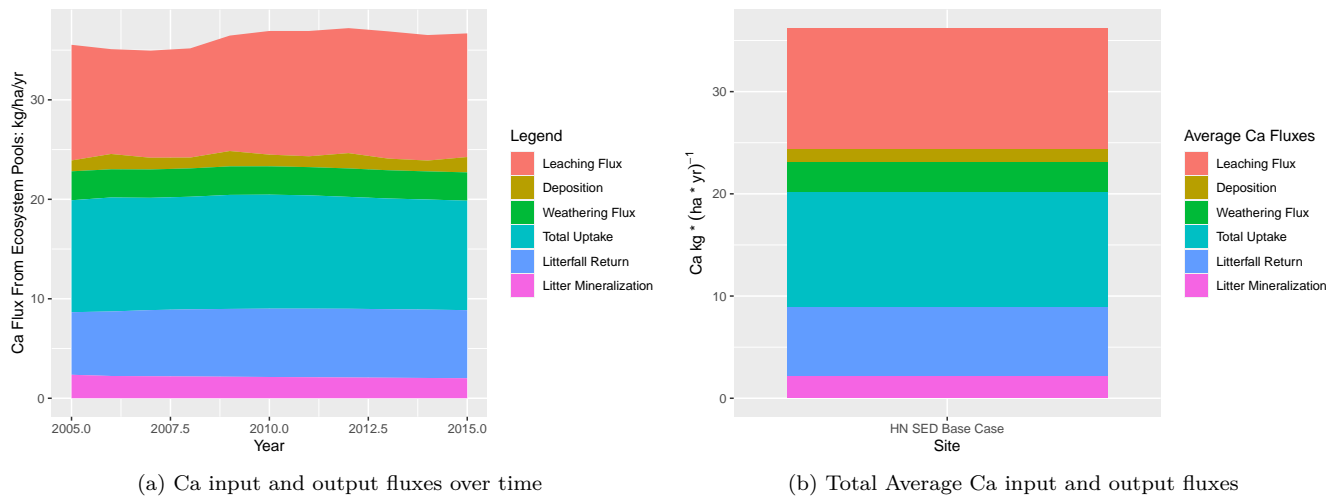 Ca Flux From Ecosystem Pools: kg/ha/yr
30
20
10
0
2005.0
2007.5
2010.0
2012.5
2015.0
Year
Legend
Leaching Flux
Deposition
Weathering Flux
Total Uptake
Litterfall Return
Litter Mineralization
(a) Ca input and output fluxes over time
Ca kg * (ha * yr)⁻¹
30
20
10
0
HN SED Base Case
Site
Average Ca Fluxes
Leaching Flux
Deposition
Weathering Flux
Total Uptake
Litterfall Return
Litter Mineralization
(b) Total Average Ca input and output fluxes